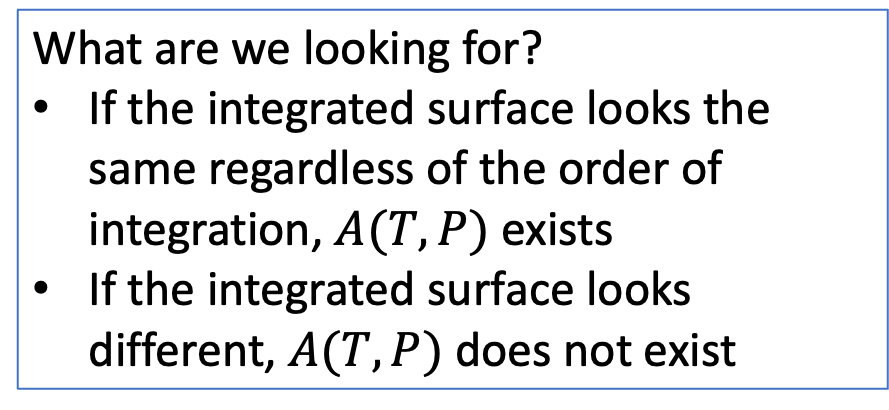 What are we looking for?
• If the integrated surface looks the
same regardless of the order of
integration, A(T, P) exists
• If the integrated surface looks
different, A(T, P) does not exist